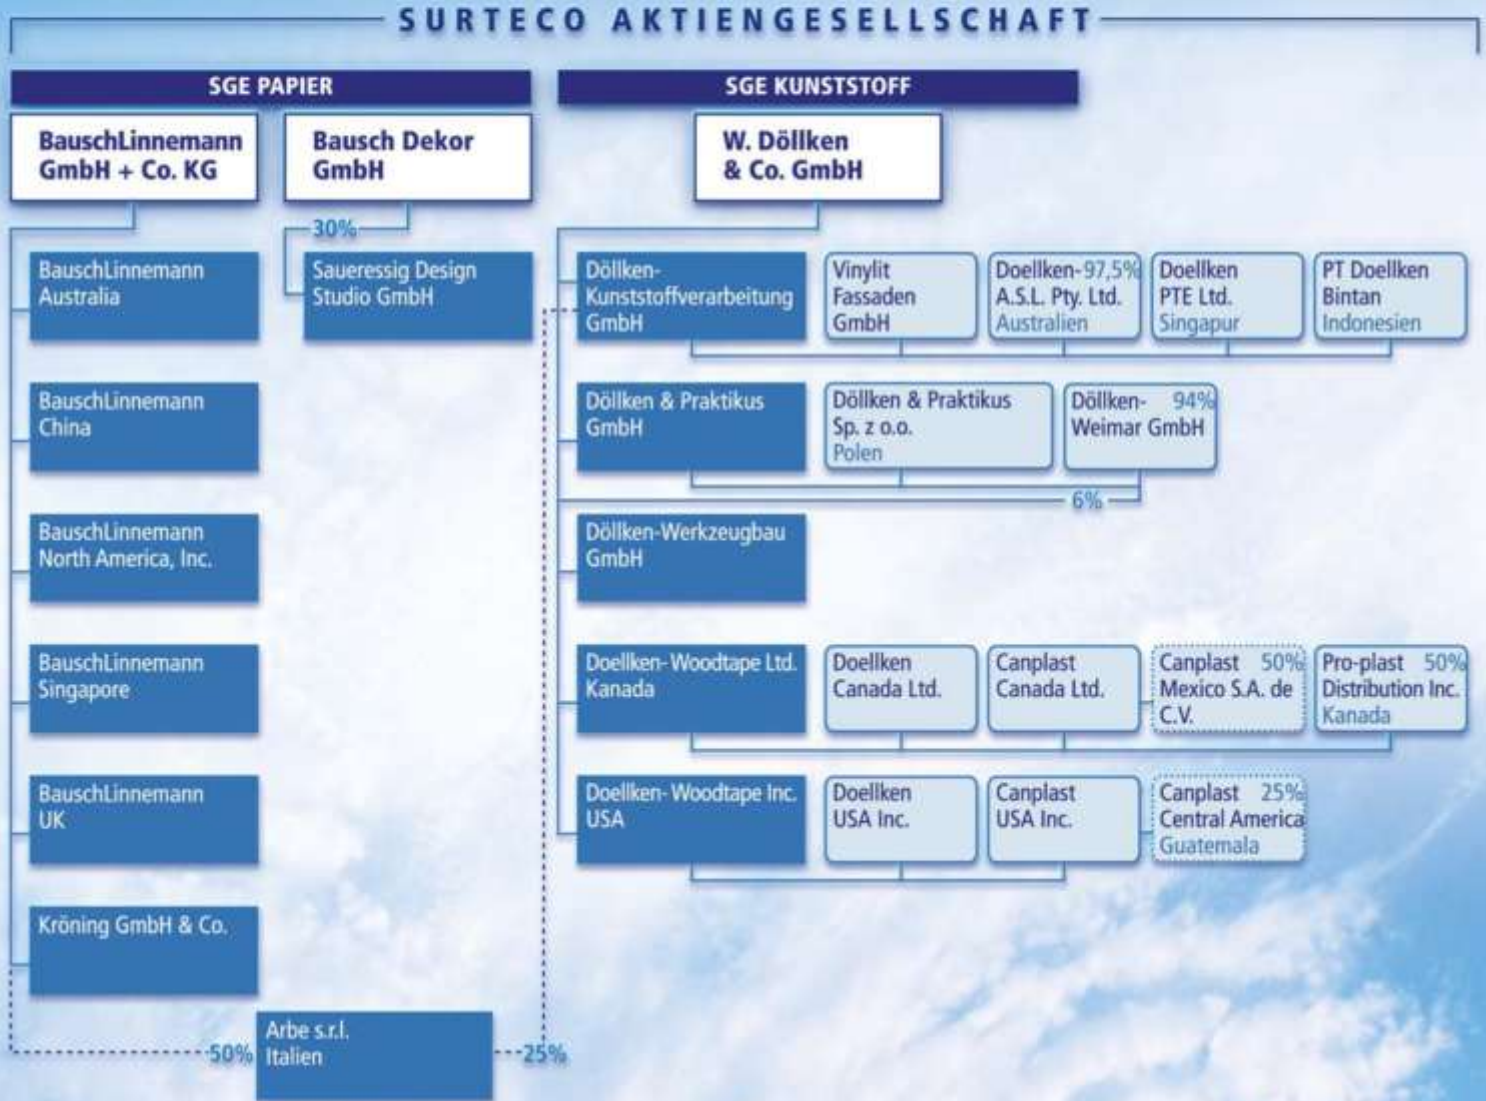 SURTECO AKTIENGESELLSCHAFT
SGE PAPIER
BauschLinnemann
GmbH + Co. KG
Bausch Dekor
GmbH
30%
BauschLinnemann
Australia
Saueressig Design
Studio GmbH
BauschLinnemann
China
BauschLinnemann
North America, Inc.
BauschLinnemann
Singapore
BauschLinnemann
UK
Kröning GmbH & Co.
SGE KUNSTSTOFF
W. Döllken
& Co. GmbH
Döllken-
Kunststoffverarbeitung
GmbH
Vinylit
Fassaden
GmbH
Doellken- 97,5%
A.S.L. Pty. Ltd.
Australien
Doellken
PTE Ltd.
Singapur
PT Doellken
Bintan
Indonesien
Döllken & Praktikus
GmbH
Döllken & Praktikus
Sp. z o.o.
Polen
Döllken- 94%
Weimar GmbH
6%
Döllken-Werkzeugbau
GmbH
Doellken-Woodtape Ltd.
Kanada
Doellken
Canada Ltd.
Canplast
Canada Ltd.
Canplast 50%
Mexico S.A. de
C.V.
Pro-plast 50%
Distribution Inc.
Kanada
Doellken-Woodtape Inc.
USA
Doellken
USA Inc.
Canplast
USA Inc.
Canplast 25%
Central America
Guatemala
Arbe s.r.l.
50% Italien 25%